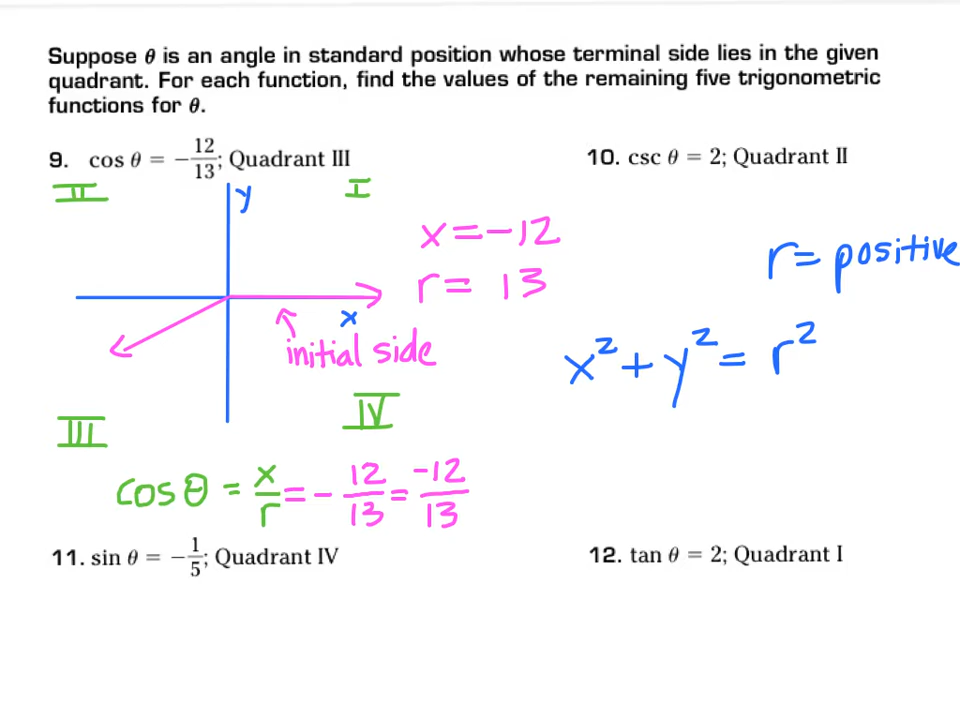 Suppose θ is an angle in standard position whose terminal side lies in the given
quadrant. For each function, find the values of the remaining five trigonometric
functions for θ.
9. cos θ = −12/13; Quadrant III
10. csc θ = 2; Quadrant II
II
y
I
x = −12
r = positive
r = 13
x
initial side
x² + y² = r²
III
IV
cos θ = x/r = − 12/13 = −12/13
11. sin θ = −1/5; Quadrant IV
12. tan θ = 2; Quadrant I